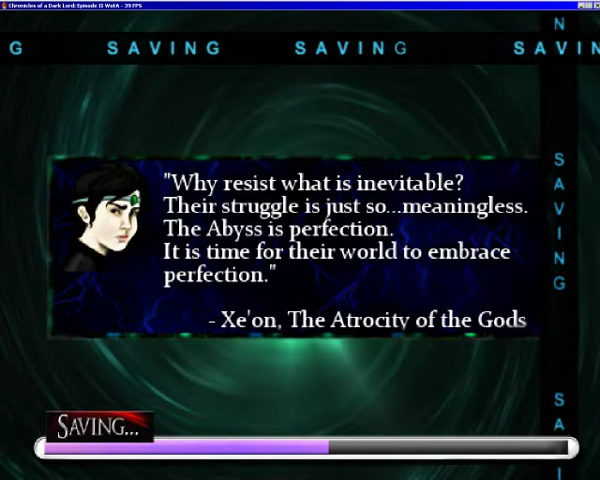 Chronicles of a Dark Lord: Episode II WotA - 39 FPS
N
G SAVING SAVING SAVIN
"Why resist what is inevitable?
Their struggle is just so...meaningless.
The Abyss is perfection.
It is time for their world to embrace
perfection."
- Xe'on, The Atrocity of the Gods
SAVING
SAVING...
SAI